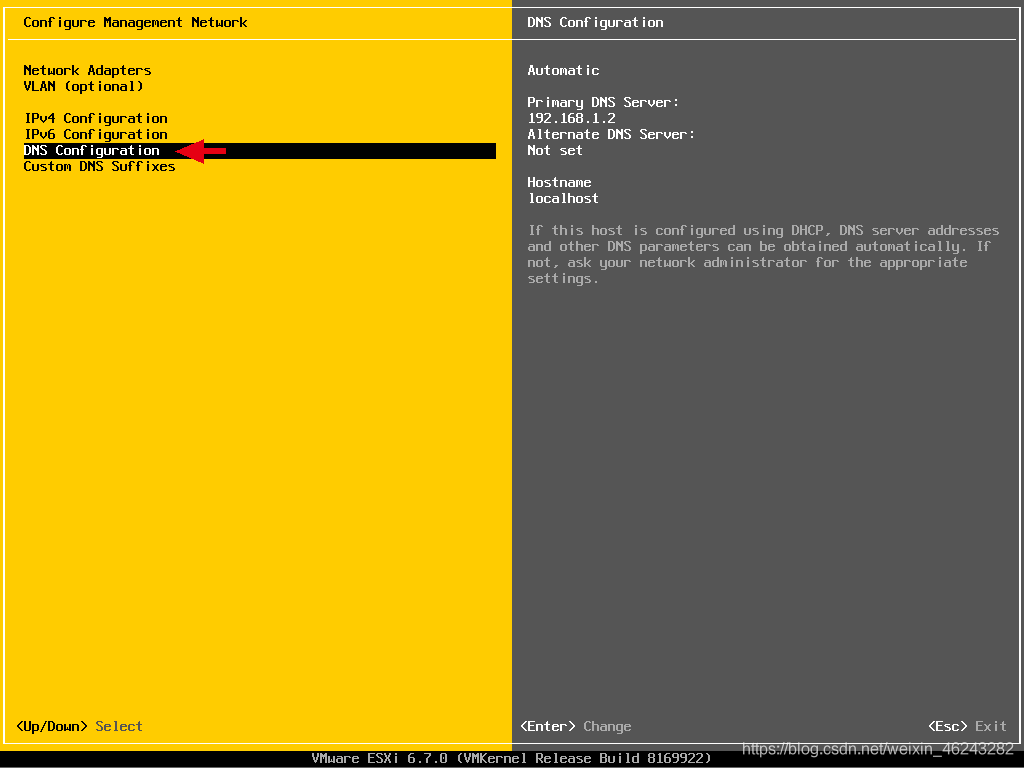 Configure Management Network
Network Adapters
VLAN (optional)
IPv4 Configuration
IPv6 Configuration
DNS Configuration
Custom DNS Suffixes
<Up/Down> Select
DNS Configuration
Automatic
Primary DNS Server:
192.168.1.2
Alternate DNS Server:
Not set
Hostname
localhost
If this host is configured using DHCP, DNS server addresses
and other DNS parameters can be obtained automatically. If
not, ask your network administrator for the appropriate
settings.
<Enter> Change
<Esc> Exit
https://blog.csdn.net/weixin_46243282
VMware ESXi 6.7.0 (VMKernel Release Build 8169922)